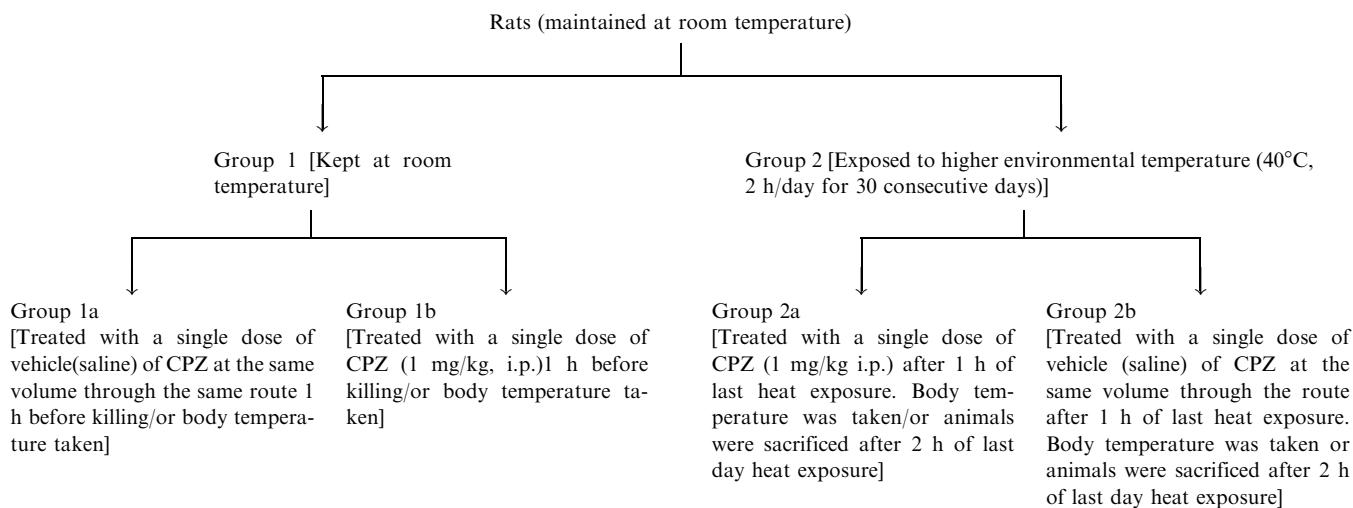 Rats (maintained at room temperature)
Group 1 [Kept at room
temperature]
Group 2 [Exposed to higher environmental temperature (40°C,
2 h/day for 30 consecutive days)]
Group 1a
[Treated with a single dose of
vehicle(saline) of CPZ at the same
volume through the same route 1
h before killing/or body tempera-
ture taken]
Group 1b
[Treated with a single dose of
CPZ (1 mg/kg, i.p.)1 h before
killing/or body temperature ta-
ken]
Group 2a
[Treated with a single dose of
CPZ (1 mg/kg i.p.) after 1 h of
last heat exposure. Body tem-
perature was taken/or animals
were sacrificed after 2 h of last
day heat exposure]
Group 2b
[Treated with a single dose of
vehicle (saline) of CPZ at the
same volume through the route
after 1 h of last heat exposure.
Body temperature was taken or
animals were sacrificed after 2 h
of last day heat exposure]